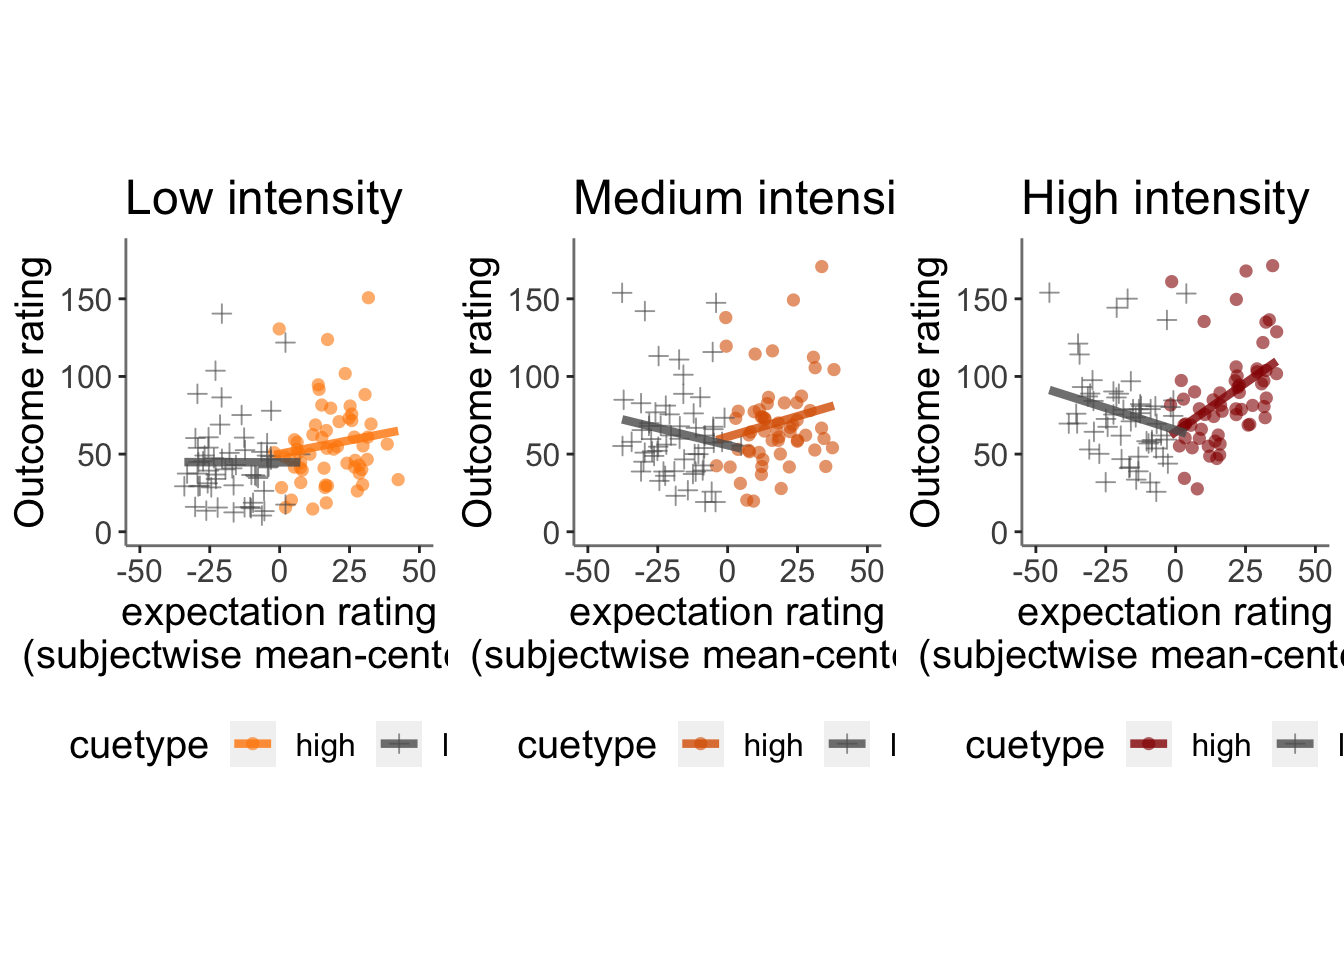 Low intensity
Outcome rating
150
100
50
0
-50 -25 0 25 50
expectation rating
(subjectwise mean-cente
cuetype high l
Medium intensi
Outcome rating
150
100
50
0
-50 -25 0 25 50
expectation rating
(subjectwise mean-cente
cuetype high l
High intensity
Outcome rating
150
100
50
0
-50 -25 0 25 50
expectation rating
(subjectwise mean-cente
cuetype high l